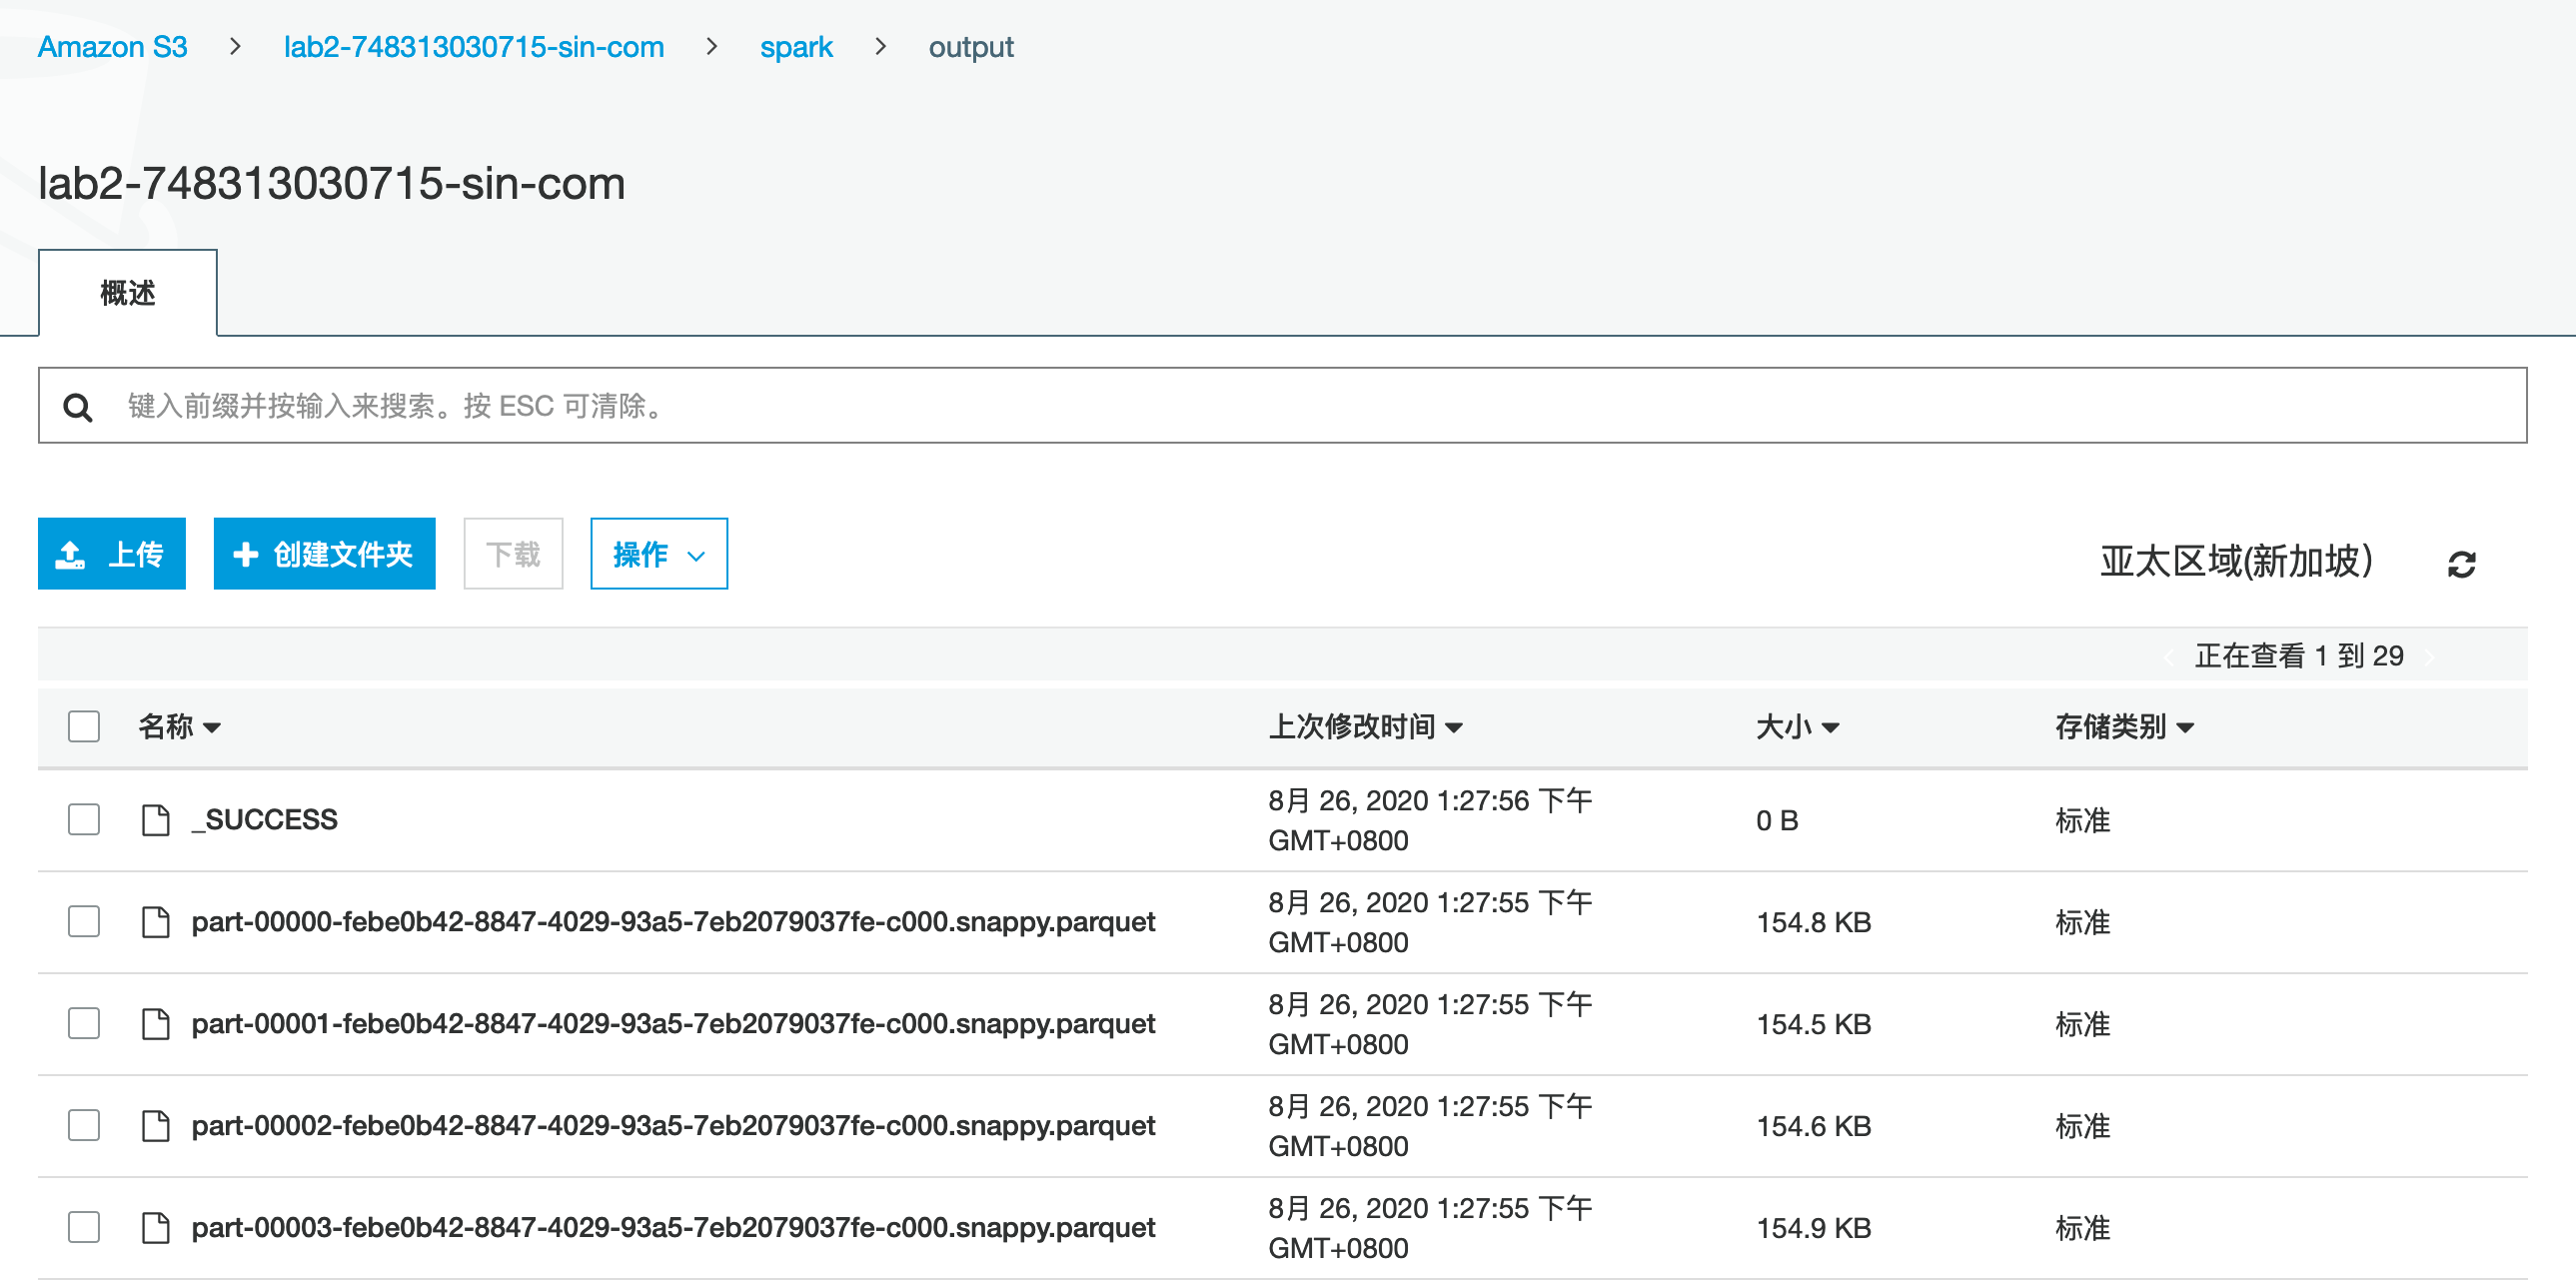 Amazon S3 > lab2-748313030715-sin-com > spark > output
lab2-748313030715-sin-com
概述
键入前缀并按输入来搜索。按 ESC 可清除。
上传 创建文件夹 下载 操作 亚太区域(新加坡)
正在查看 1 到 29
名称 上次修改时间 大小 存储类别
_SUCCESS 8月 26, 2020 1:27:56 下午 0 B 标准
GMT+0800
part-00000-febe0b42-8847-4029-93a5-7eb2079037fe-c000.snappy.parquet 8月 26, 2020 1:27:55 下午 154.8 KB 标准
GMT+0800
part-00001-febe0b42-8847-4029-93a5-7eb2079037fe-c000.snappy.parquet 8月 26, 2020 1:27:55 下午 154.5 KB 标准
GMT+0800
part-00002-febe0b42-8847-4029-93a5-7eb2079037fe-c000.snappy.parquet 8月 26, 2020 1:27:55 下午 154.6 KB 标准
GMT+0800
part-00003-febe0b42-8847-4029-93a5-7eb2079037fe-c000.snappy.parquet 8月 26, 2020 1:27:55 下午 154.9 KB 标准
GMT+0800